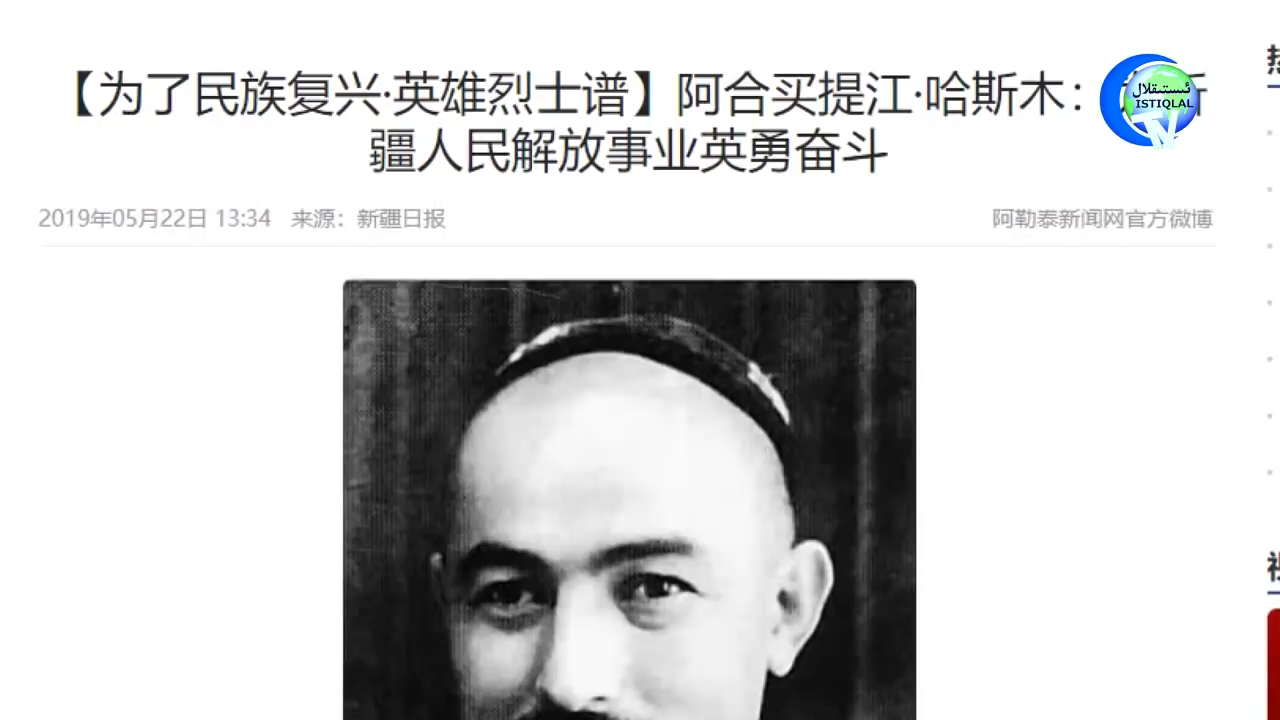 【为了民族复兴·英雄烈士谱】阿合买提江·哈斯木：
疆人民解放事业英勇奋斗
2019年05月22日 13:34 来源：新疆日报
阿勒泰新闻网官方微博
ئىستىقلال
ISTIQLAL
TV